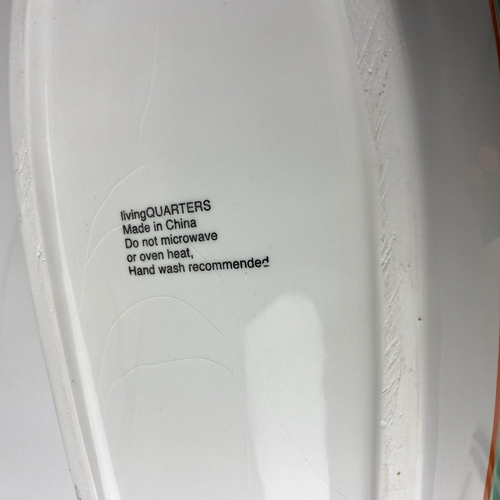 livingQUARTERS
Made in China
Do not microwave
or oven heat,
Hand wash recommended